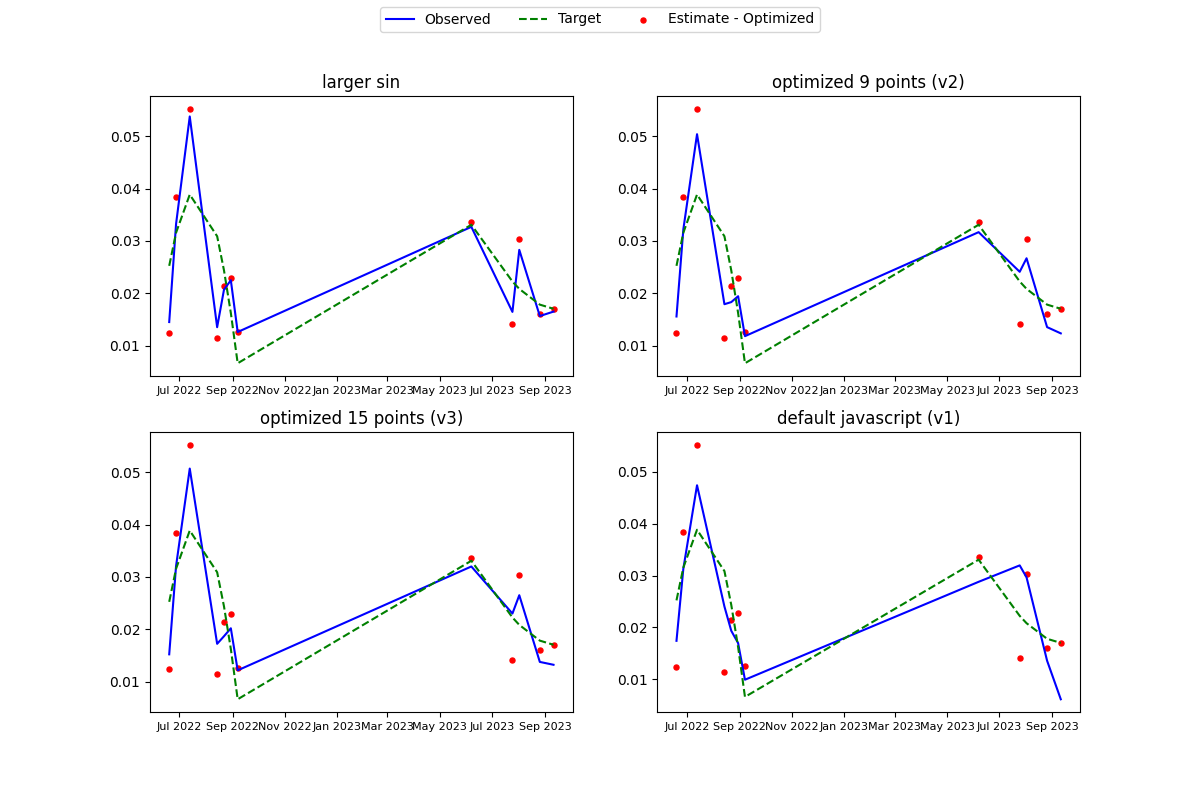 Observed Target Estimate - Optimized
larger sin
0.05
0.04
0.03
0.02
0.01
Jul 2022 Sep 2022 Nov 2022 Jan 2023 Mar 2023 May 2023 Jul 2023 Sep 2023
optimized 9 points (v2)
0.05
0.04
0.03
0.02
0.01
Jul 2022 Sep 2022 Nov 2022 Jan 2023 Mar 2023 May 2023 Jul 2023 Sep 2023
optimized 15 points (v3)
0.05
0.04
0.03
0.02
0.01
Jul 2022 Sep 2022 Nov 2022 Jan 2023 Mar 2023 May 2023 Jul 2023 Sep 2023
default javascript (v1)
0.05
0.04
0.03
0.02
0.01
Jul 2022 Sep 2022 Nov 2022 Jan 2023 Mar 2023 May 2023 Jul 2023 Sep 2023